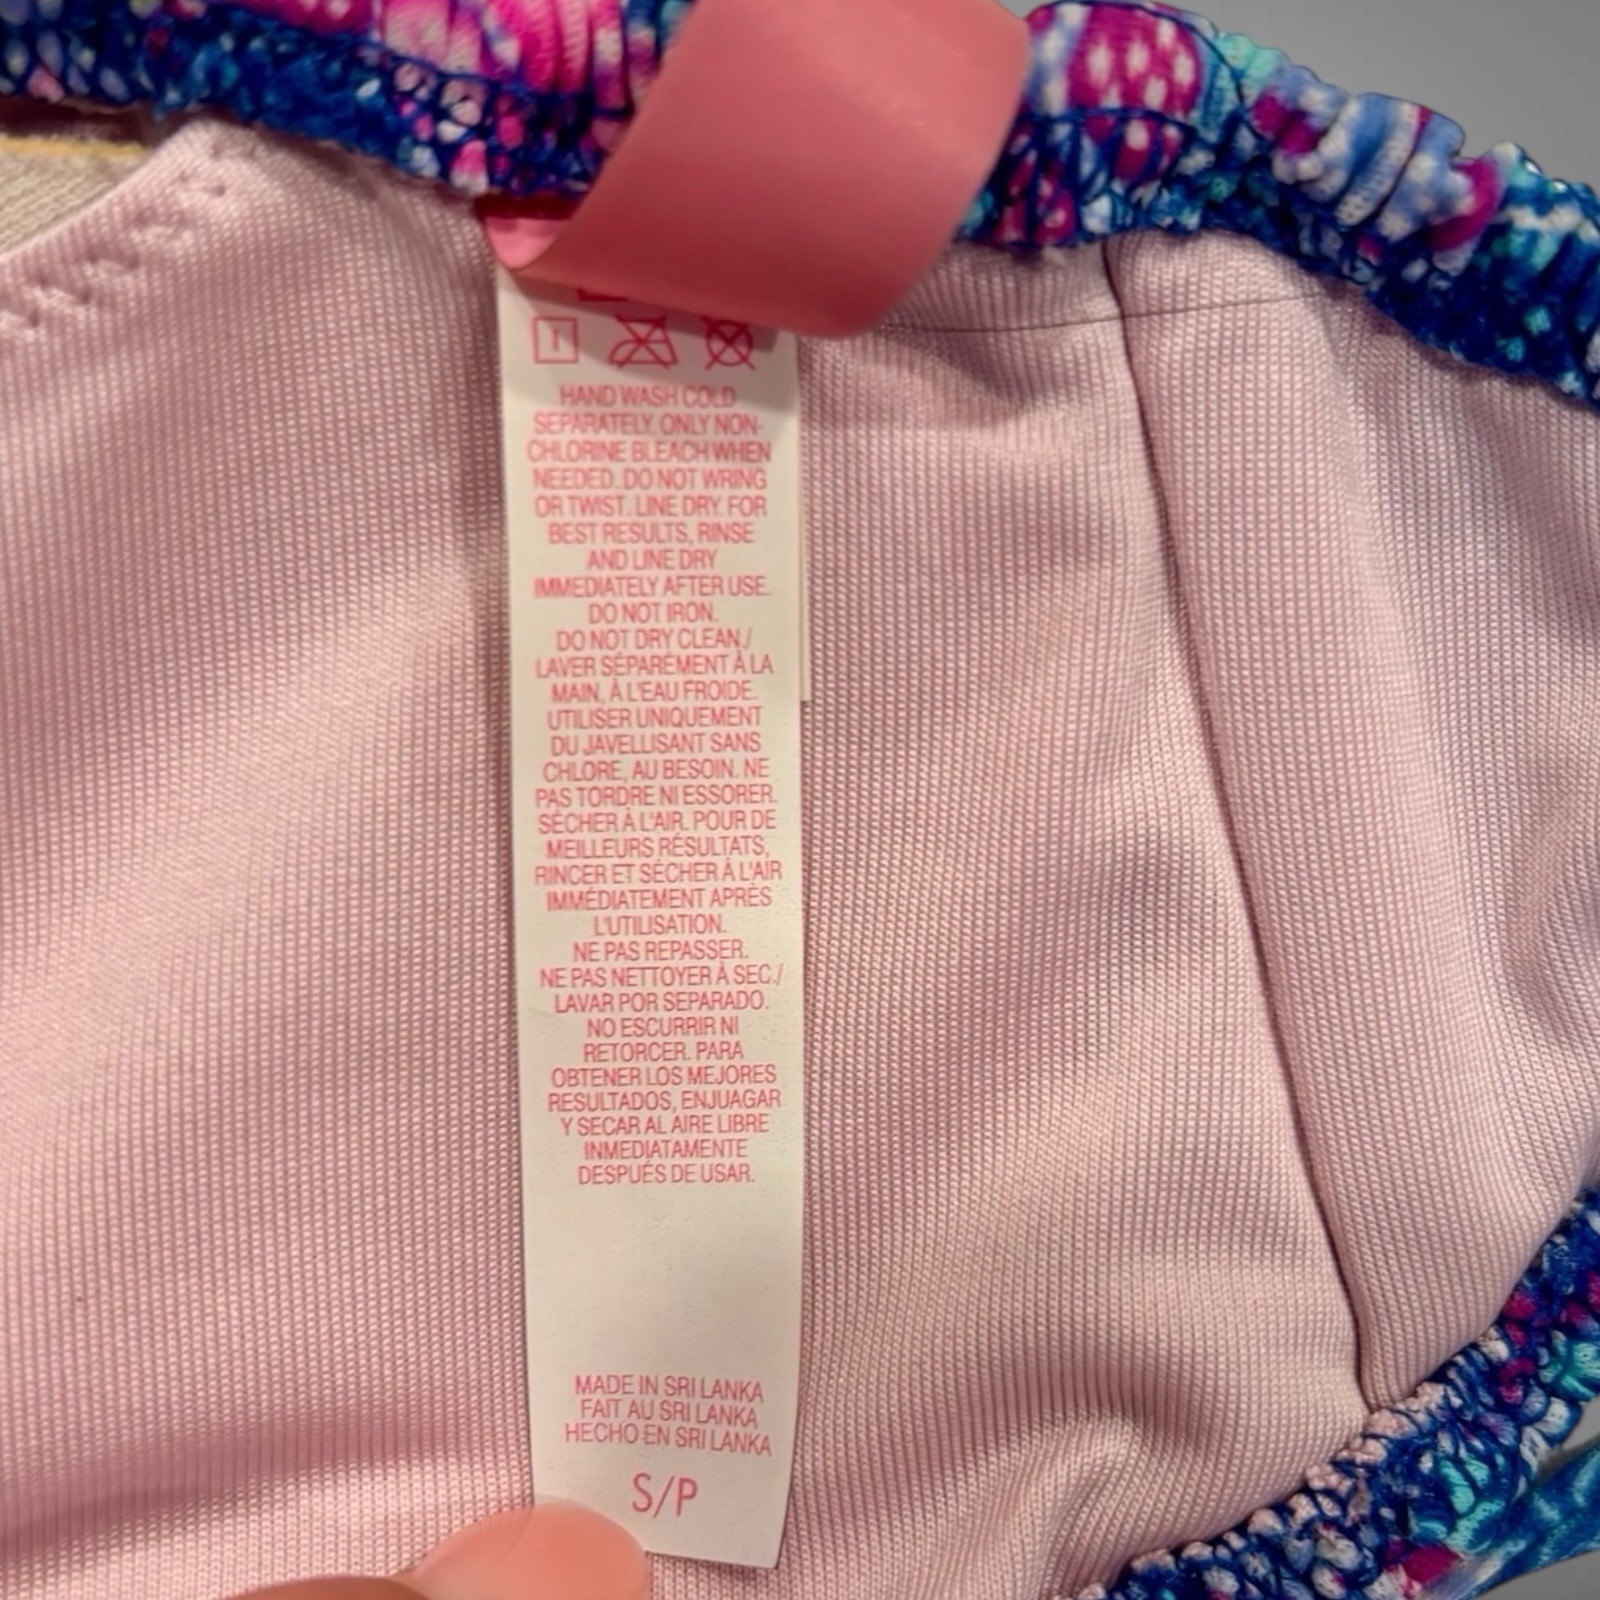 HAND WASH COLD
SEPARATELY. ONLY NON-
CHLORINE BLEACH WHEN
NEEDED. DO NOT WRING
OR TWIST. LINE DRY. FOR
BEST RESULTS, RINSE
AND LINE DRY
IMMEDIATELY AFTER USE.
DO NOT IRON.
DO NOT DRY CLEAN./
LAVER SÉPARÉMENT À LA
MAIN, À L'EAU FROIDE.
UTILISER UNIQUEMENT
DU JAVELLISANT SANS
CHLORE, AU BESOIN. NE
PAS TORDRE NI ESSORER.
SÉCHER À L'AIR. POUR DE
MEILLEURS RÉSULTATS,
RINCER ET SÉCHER À L'AIR
IMMÉDIATEMENT APRÈS
L'UTILISATION.
NE PAS REPASSER.
NE PAS NETTOYER À SEC./
LAVAR POR SEPARADO.
NO ESCURRIR NI
RETORCER. PARA
OBTENER LOS MEJORES
RESULTADOS, ENJUAGAR
Y SECAR AL AIRE LIBRE
INMEDIATAMENTE
DESPUÉS DE USAR.
MADE IN SRI LANKA
FAIT AU SRI LANKA
HECHO EN SRI LANKA
S/P